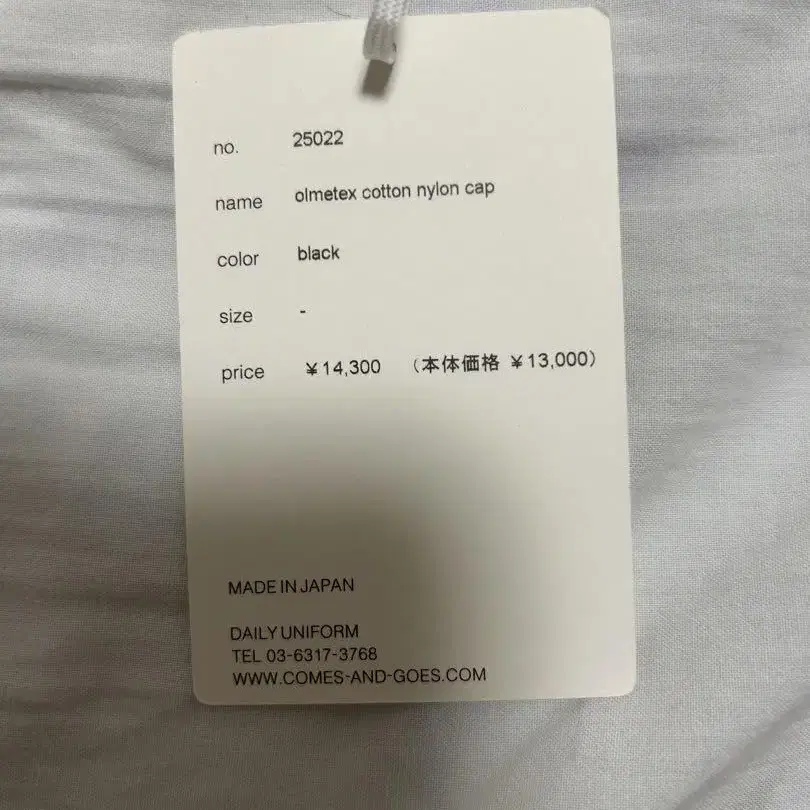 no. 25022
name olmetex cotton nylon cap
color black
size -
price ¥14,300 (本体価格 ¥13,000)
MADE IN JAPAN
DAILY UNIFORM
TEL 03-6317-3768
WWW.COMES-AND-GOES.COM